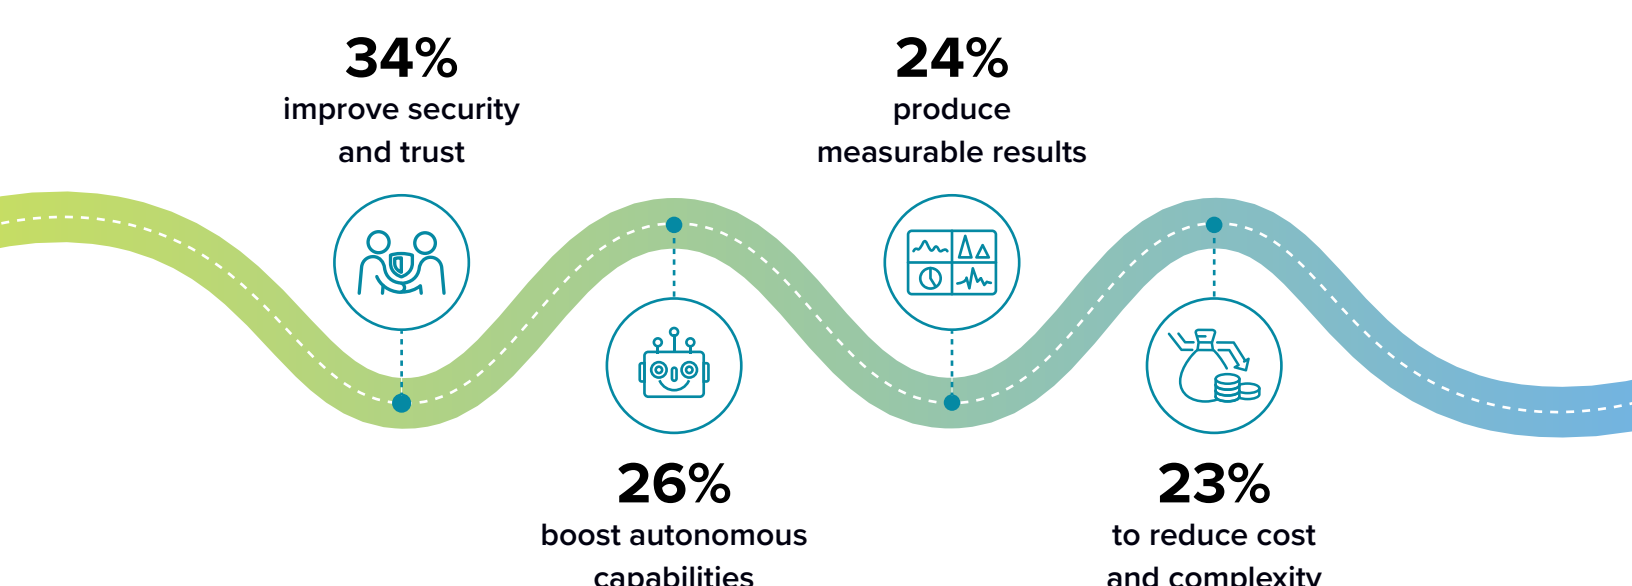 34%
improve security
and trust
24%
produce
measurable results
26%
boost autonomous
capabilities
23%
to reduce cost
and complexity